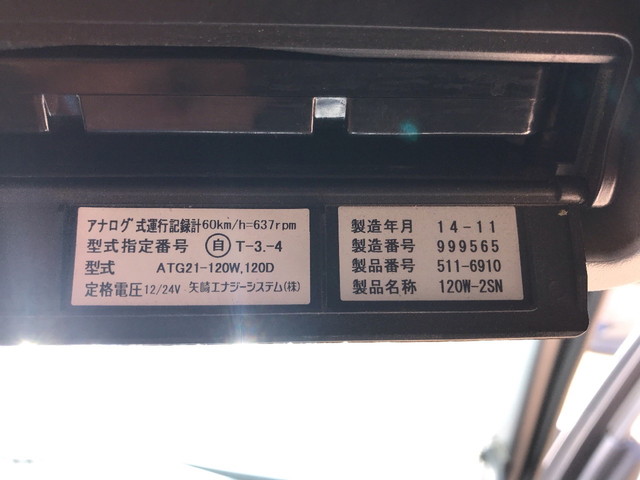 アナログ式運行記録計60km/h=637rpm
型式指定番号 ㊀自 T-3.-4
型式 ATG21-120W,120D
定格電圧12/24V 矢崎エナジーシステム(株)
製造年月 14-11
製造番号 999565
製品番号 511-6910
製品名称 120W-2SN